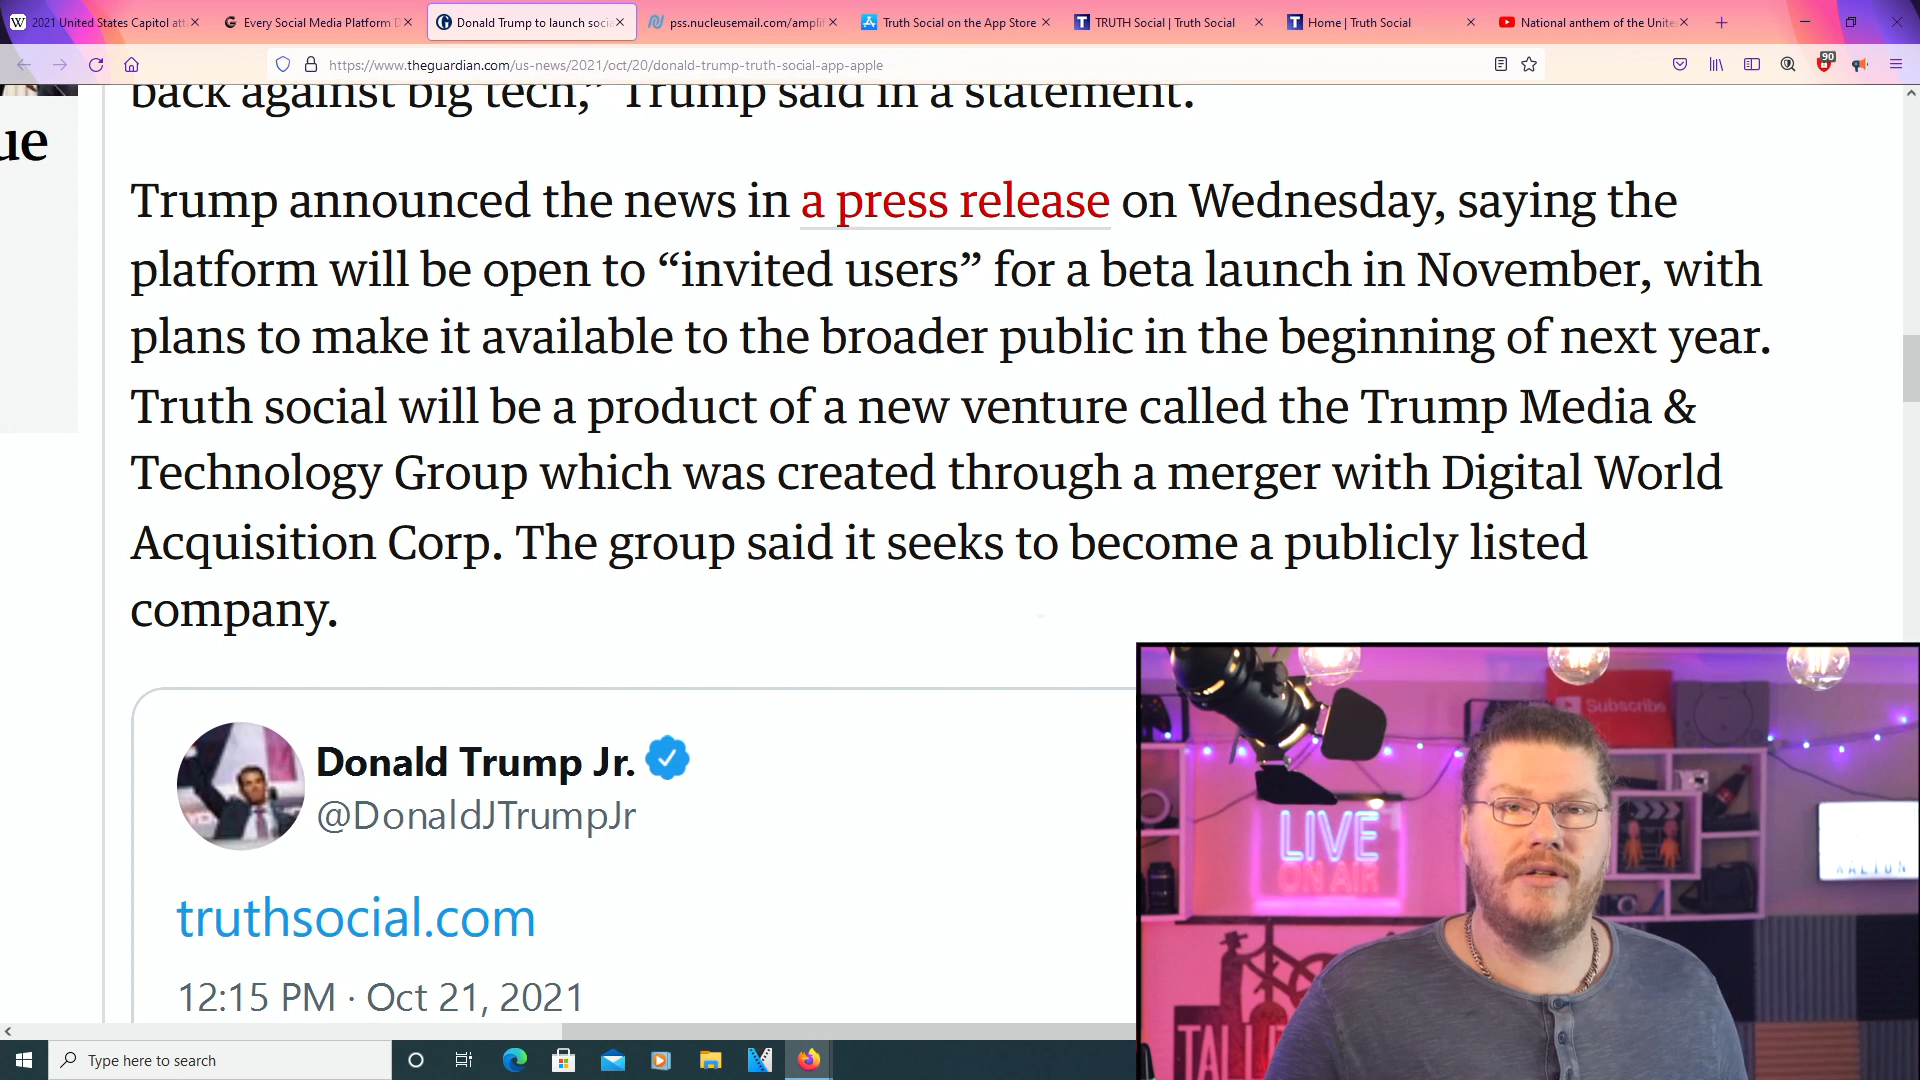 2021 United States Capitol att
Every Social Media Platform D
Donald Trump to launch socia
pss.nucleusemail.com/amplif
Truth Social on the App Store
TRUTH Social | Truth Social
Home | Truth Social
National anthem of the Unite
https://www.theguardian.com/us-news/2021/oct/20/donald-trump-truth-social-app-apple
90
back against big tech,” Trump said in a statement.
ue
Trump announced the news in a press release on Wednesday, saying the
platform will be open to “invited users” for a beta launch in November, with
plans to make it available to the broader public in the beginning of next year.
Truth social will be a product of a new venture called the Trump Media &
Technology Group which was created through a merger with Digital World
Acquisition Corp. The group said it seeks to become a publicly listed
company.
Donald Trump Jr.
@DonaldJTrumpJr
truthsocial.com
12:15 PM · Oct 21, 2021
Subscribe
LIVE
ON AIR
TALL
Type here to search